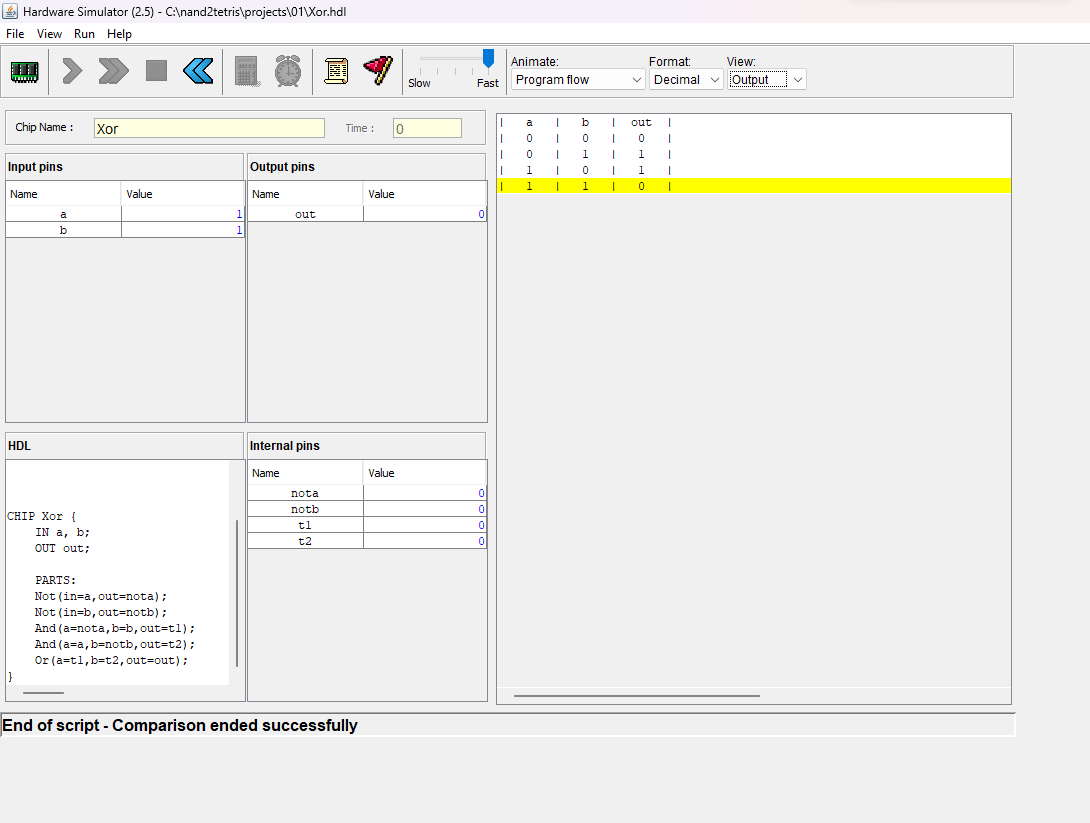 Hardware Simulator (2.5) - C:\nand2tetris\projects\01\Xor.hdl
File View Run Help
Slow Fast
Animate: Format: View:
Program flow Decimal Output
Chip Name : Xor Time : 0
Input pins
Name Value
a 1
b 1
Output pins
Name Value
out 0
| a | b | out |
| 0 | 0 | 0 |
| 0 | 1 | 1 |
| 1 | 0 | 1 |
| 1 | 1 | 0 |
HDL
CHIP Xor {
IN a, b;
OUT out;
PARTS:
Not(in=a,out=nota);
Not(in=b,out=notb);
And(a=nota,b=b,out=t1);
And(a=a,b=notb,out=t2);
Or(a=t1,b=t2,out=out);
}
Internal pins
Name Value
nota 0
notb 0
t1 0
t2 0
End of script - Comparison ended successfully